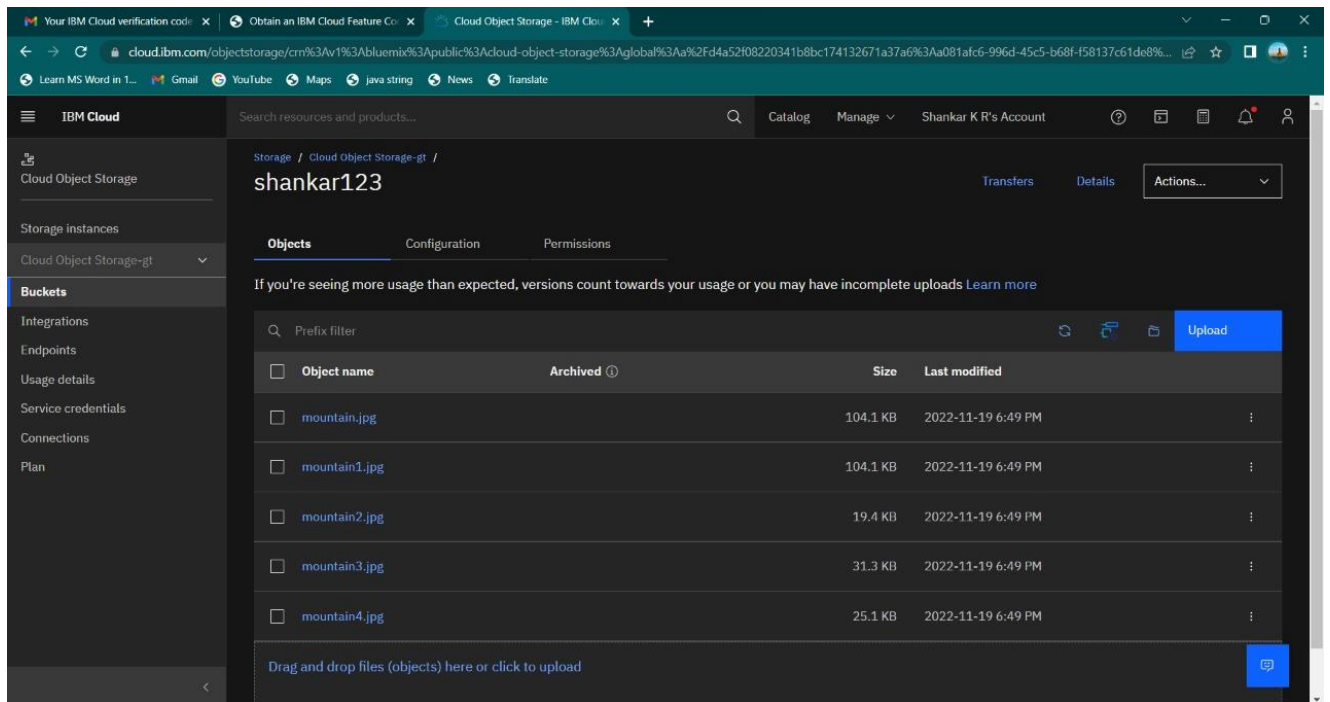 Your IBM Cloud verification code
Obtain an IBM Cloud Feature Co
Cloud Object Storage - IBM Clou
cloud.ibm.com/objectstorage/crn%3Av1%3Abluemix%3Apublic%3Acloud-object-storage%3Aglobal%3Aa%2Fd4a52f08220341b8bc174132671a37a6%3Aa081afc6-996d-45c5-b68f-f58137c61de8%...
Learn MS Word in 1... Gmail YouTube Maps java string News Translate
IBM Cloud Search resources and products... Catalog Manage Shankar K R's Account
Cloud Object Storage
Storage instances
Cloud Object Storage-gt
Buckets
Integrations
Endpoints
Usage details
Service credentials
Connections
Plan
Storage / Cloud Object Storage-gt /
shankar123
Transfers Details Actions...
Objects Configuration Permissions
If you're seeing more usage than expected, versions count towards your usage or you may have incomplete uploads Learn more
Prefix filter Upload
Object name Archived Size Last modified
mountain.jpg 104.1 KB 2022-11-19 6:49 PM
mountain1.jpg 104.1 KB 2022-11-19 6:49 PM
mountain2.jpg 19.4 KB 2022-11-19 6:49 PM
mountain3.jpg 31.3 KB 2022-11-19 6:49 PM
mountain4.jpg 25.1 KB 2022-11-19 6:49 PM
Drag and drop files (objects) here or click to upload